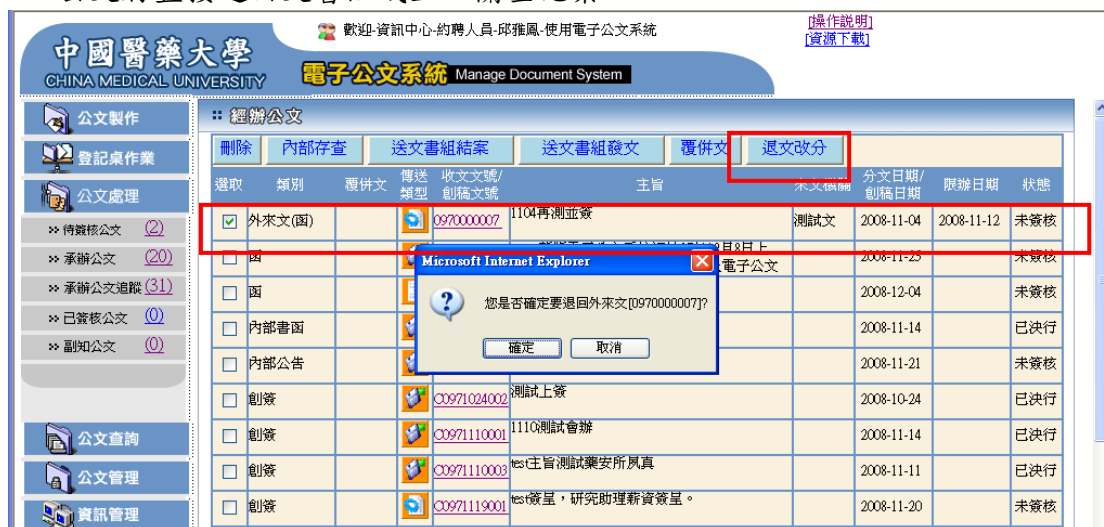 歡迎-資訊中心-約聘人員-邱雅鳳-使用電子公文系統
[操作說明]
[資源下載]
中國醫藥大學
CHINA MEDICAL UNIVERSITY
電子公文系統 Manage Document System
公文製作
登記桌作業
公文處理
待簽核公文 (2)
承辦公文 (20)
承辦公文追蹤 (31)
已簽核公文 (0)
副知公文 (0)
公文查詢
公文管理
資訊管理
經辦公文
刪除 內部存查 送文書組結案 送文書組發文 覆併文 退文改分
選取 類別 覆併文 傳送類型 收文文號/創稿文號 主旨 來文機關 分文日期/創稿日期 限辦日期 狀態
外來文(函) 0970000007 1104再測並簽 測試文 2008-11-04 2008-11-12 未簽核
函 2008-11-25 未簽核
函 2008-12-04 未簽核
內部書函 2008-11-14 已決行
內部公告 2008-11-21 未簽核
創簽 C0971024002 測試上簽 2008-10-24 已決行
創簽 C0971110001 1110測試會辦 2008-11-14 已決行
創簽 C0971110003 test主旨測試藥安所夙真 2008-11-11 已決行
創簽 C0971119001 test簽呈，研究助理薪資簽呈。 2008-11-20 未簽核
Microsoft Internet Explorer
您是否確定要退回外來文[0970000007]?
確定 取消